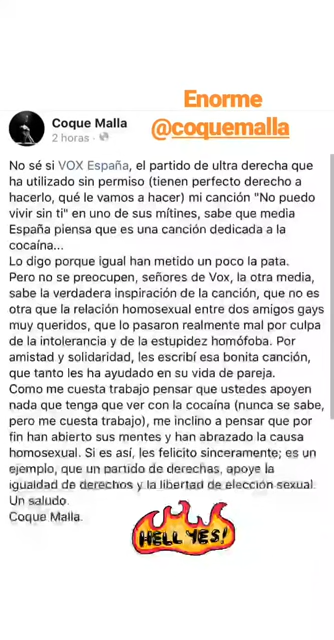 Enorme
@coquemalla
Coque Malla
2 horas
No sé si VOX España, el partido de ultra derecha que
ha utilizado sin permiso (tienen perfecto derecho a
hacerlo, qué le vamos a hacer) mi canción "No puedo
vivir sin ti" en uno de sus mítines, sabe que media
España piensa que es una canción dedicada a la
cocaína...
Lo digo porque igual han metido un poco la pata.
Pero no se preocupen, señores de Vox, la otra media,
sabe la verdadera inspiración de la canción, que no es
otra que la relación homosexual entre dos amigos gays
muy queridos, que lo pasaron realmente mal por culpa
de la intolerancia y de la estupidez homófoba. Por
amistad y solidaridad, les escribí esa bonita canción,
que tanto les ha ayudado en su vida de pareja.
Como me cuesta trabajo pensar que ustedes apoyen
nada que tenga que ver con la cocaína (nunca se sabe,
pero me cuesta trabajo), me inclino a pensar que por
fin han abierto sus mentes y han abrazado la causa
homosexual. Si es así, les felicito sinceramente; es un
ejemplo, que un partido de derechas, apoye la
igualdad de derechos y la libertad de elección sexual.
Un saludo.
Coque Malla.
HELL YES!